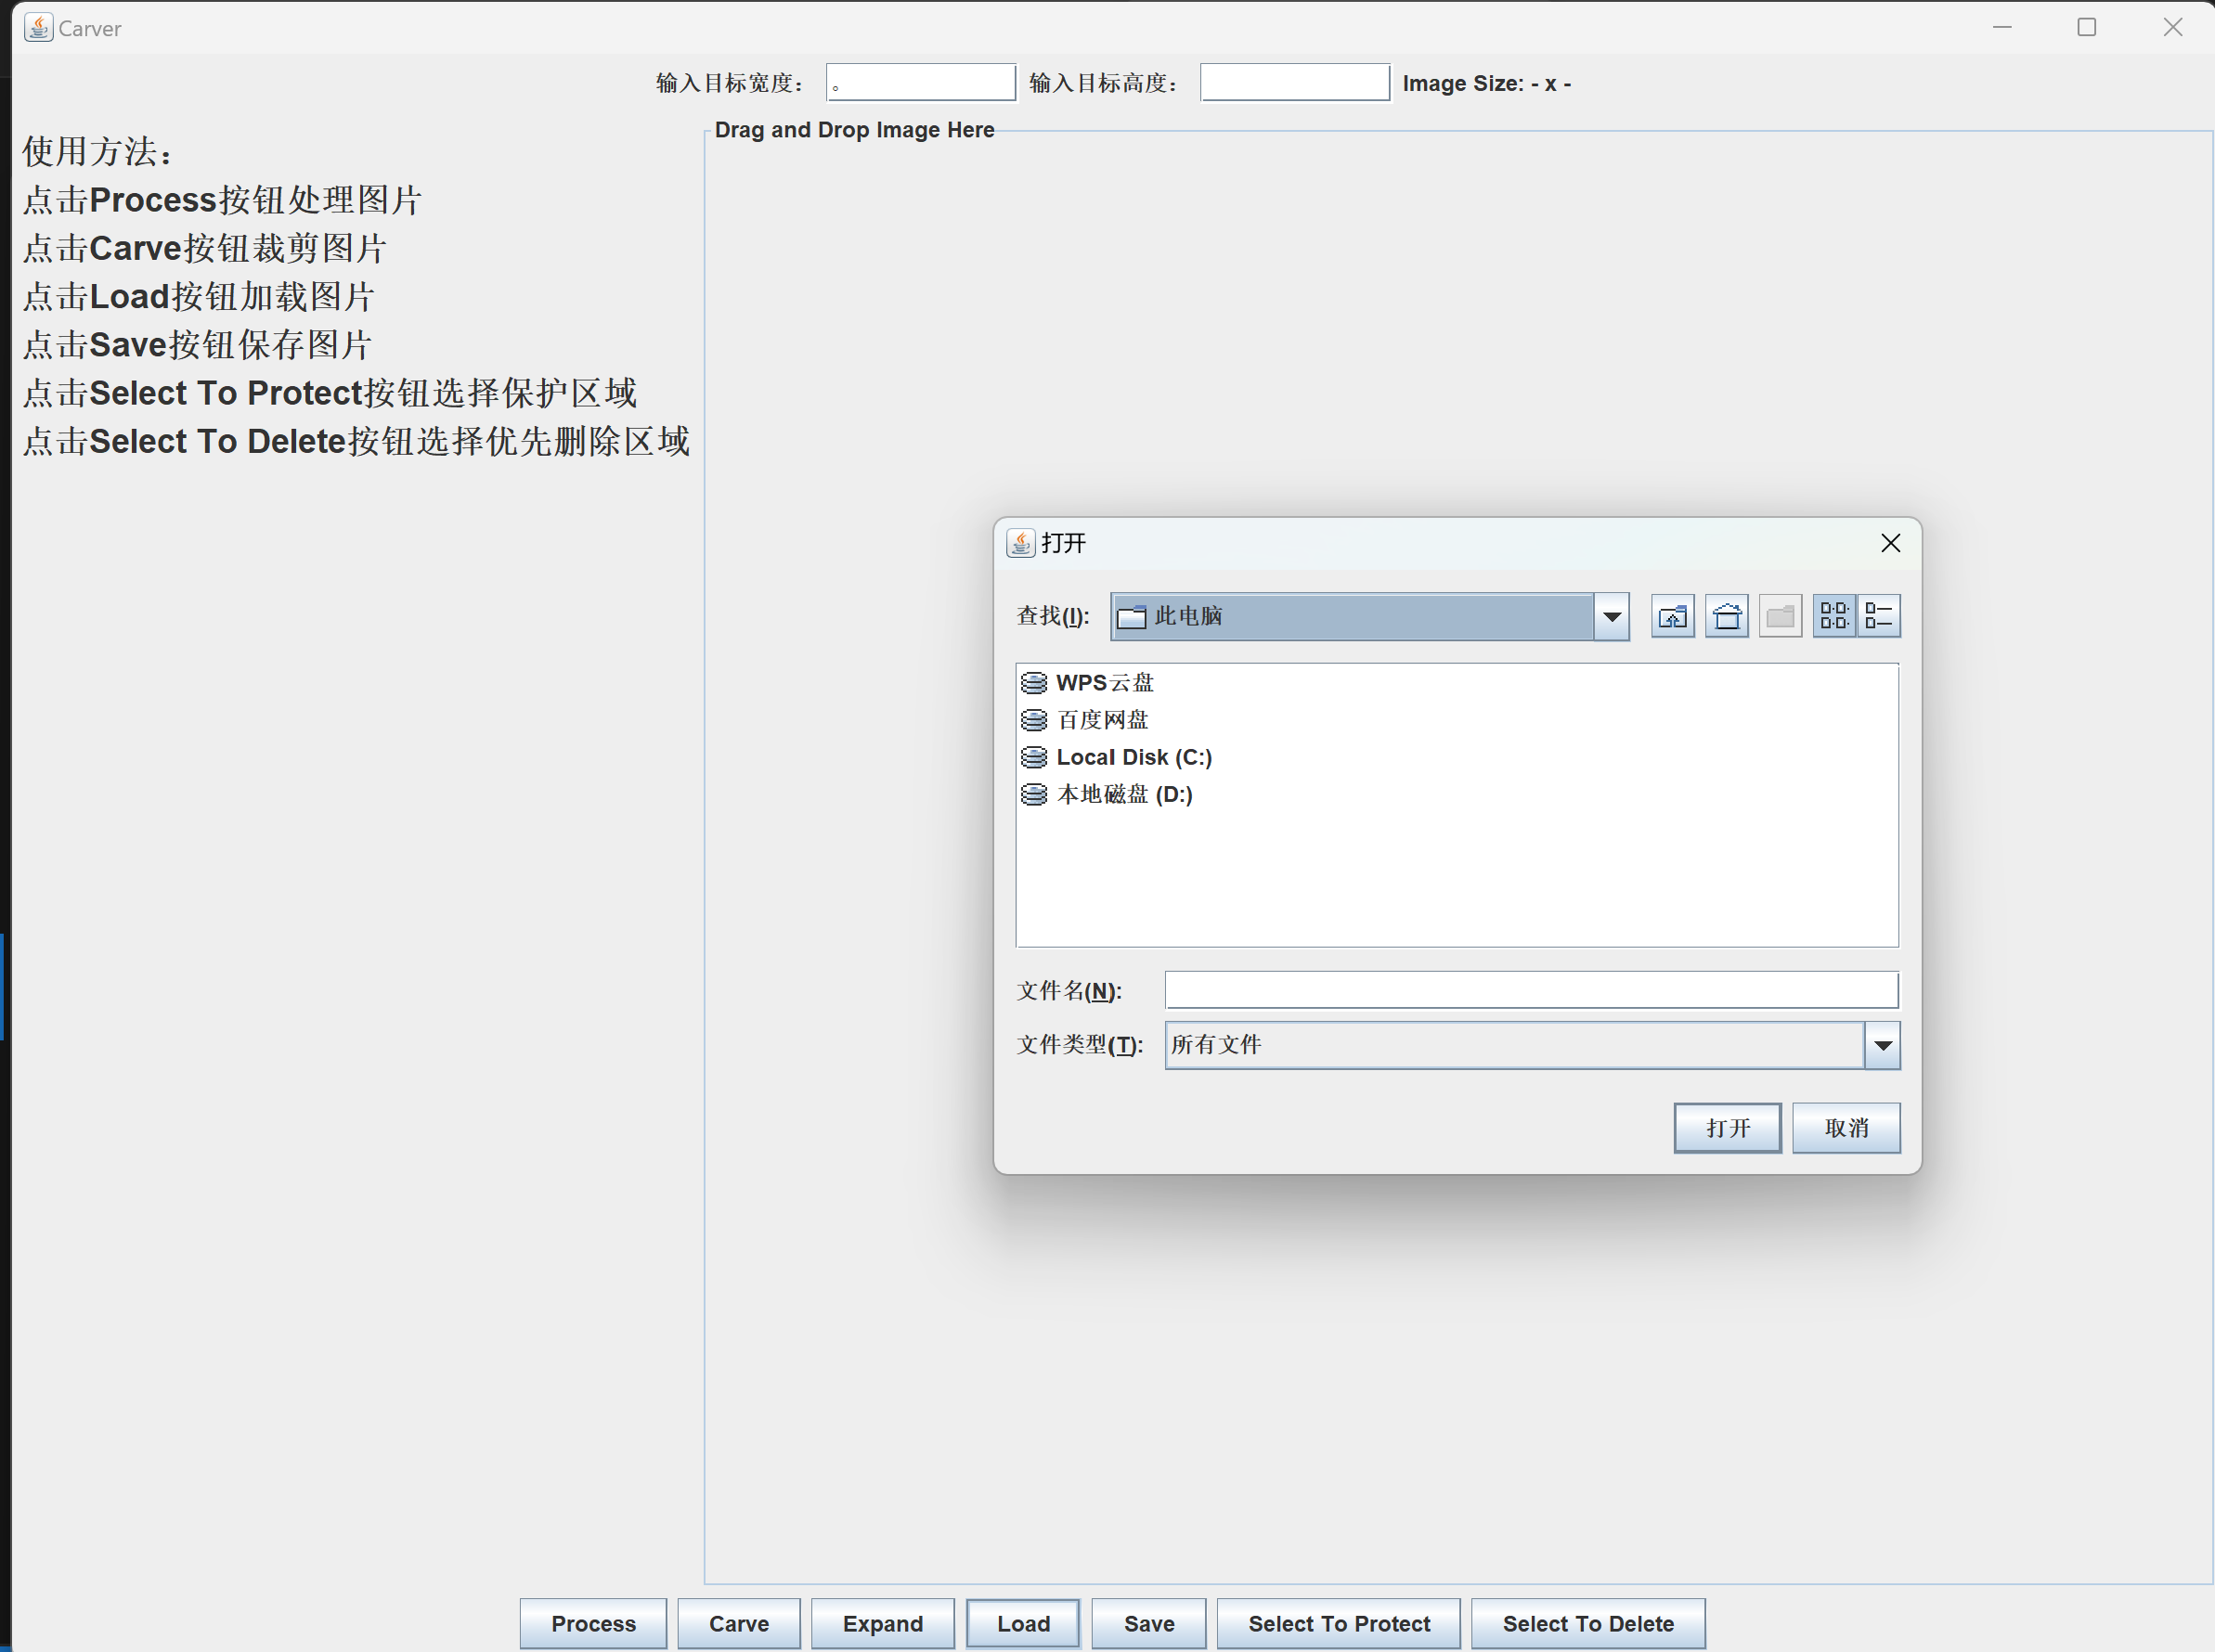 Carver
输入目标宽度： 。 输入目标高度： Image Size: - x -
使用方法：
点击Process按钮处理图片
点击Carve按钮裁剪图片
点击Load按钮加载图片
点击Save按钮保存图片
点击Select To Protect按钮选择保护区域
点击Select To Delete按钮选择优先删除区域
Drag and Drop Image Here
打开
查找(I): 此电脑
WPS云盘
百度网盘
Local Disk (C:)
本地磁盘 (D:)
文件名(N):
文件类型(T): 所有文件
打开 取消
Process Carve Expand Load Save Select To Protect Select To Delete